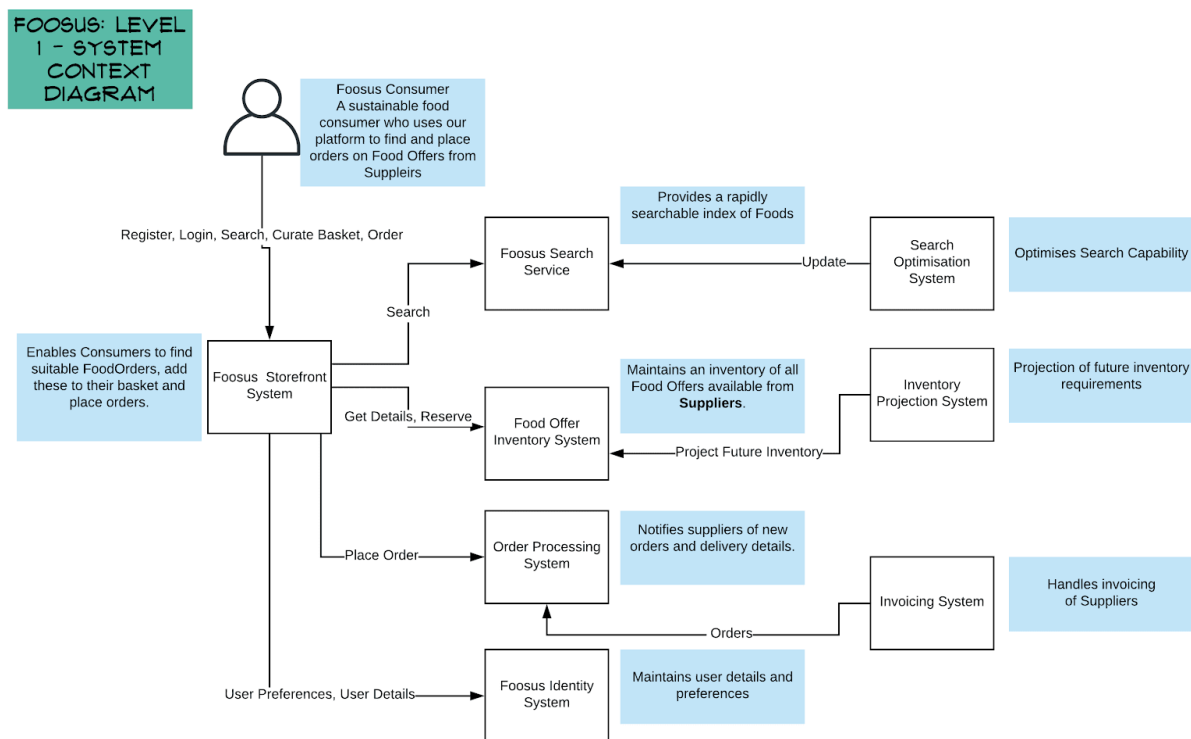 FOOSUS: LEVEL
1 - SYSTEM
CONTEXT
DIAGRAM
Foosus Consumer
A sustainable food
consumer who uses our
platform to find and place
orders on Food Offers from
Suppleirs
Register, Login, Search, Curate Basket, Order
Provides a rapidly
searchable index of Foods
Foosus Search
Service
Update
Search
Optimisation
System
Optimises Search Capability
Search
Enables Consumers to find
suitable FoodOrders, add
these to their basket and
place orders.
Foosus Storefront
System
Get Details, Reserve
Maintains an inventory of all
Food Offers available from
Suppliers.
Food Offer
Inventory System
Project Future Inventory
Inventory
Projection System
Projection of future inventory
requirements
Place Order
Order Processing
System
Notifies suppliers of new
orders and delivery details.
Orders
Invoicing System
Handles invoicing
of Suppliers
User Preferences, User Details
Foosus Identity
System
Maintains user details and
preferences